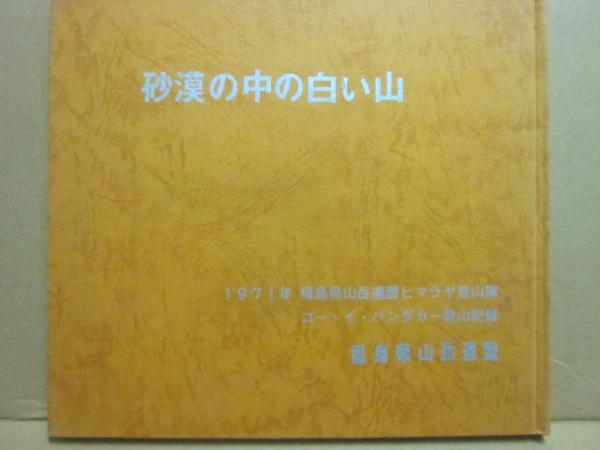 砂漠の中の白い山
1971年 福島県山岳連盟ヒマラヤ登山隊
コー・イ・バンダカー登山記録
福島県山岳連盟